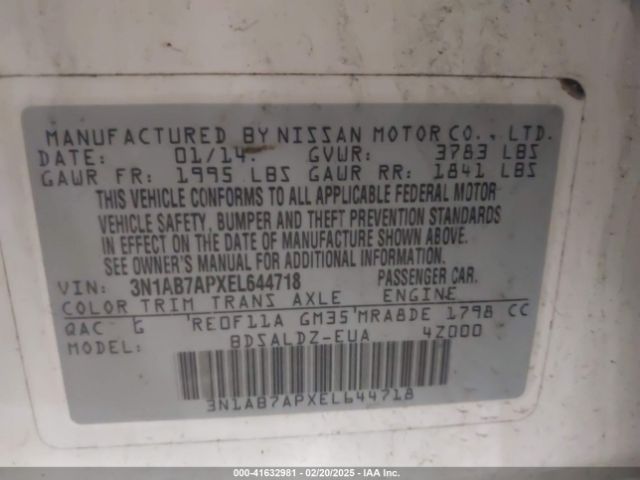 MANUFACTURED BY NISSAN MOTOR CO., LTD.
DATE: 01/14. GVWR: 3783 LBS
GAWR FR: 1995 LBS GAWR RR: 1841 LBS
THIS VEHICLE CONFORMS TO ALL APPLICABLE FEDERAL MOTOR
VEHICLE SAFETY, BUMPER AND THEFT PREVENTION STANDARDS
IN EFFECT ON THE DATE OF MANUFACTURE SHOWN ABOVE.
SEE OWNER'S MANUAL FOR ADDITIONAL INFORMATION.
VIN: 3N1AB7APXEL644718 PASSENGER CAR.
COLOR TRIM TRANS AXLE ENGINE
QAC G RE0F11A GM35 MRA8DE 1798 CC
MODEL: BDSALDZ-EUA 4Z000
3N1AB7APXEL644718
000-41632981 - 02/20/2025 - IAA Inc.